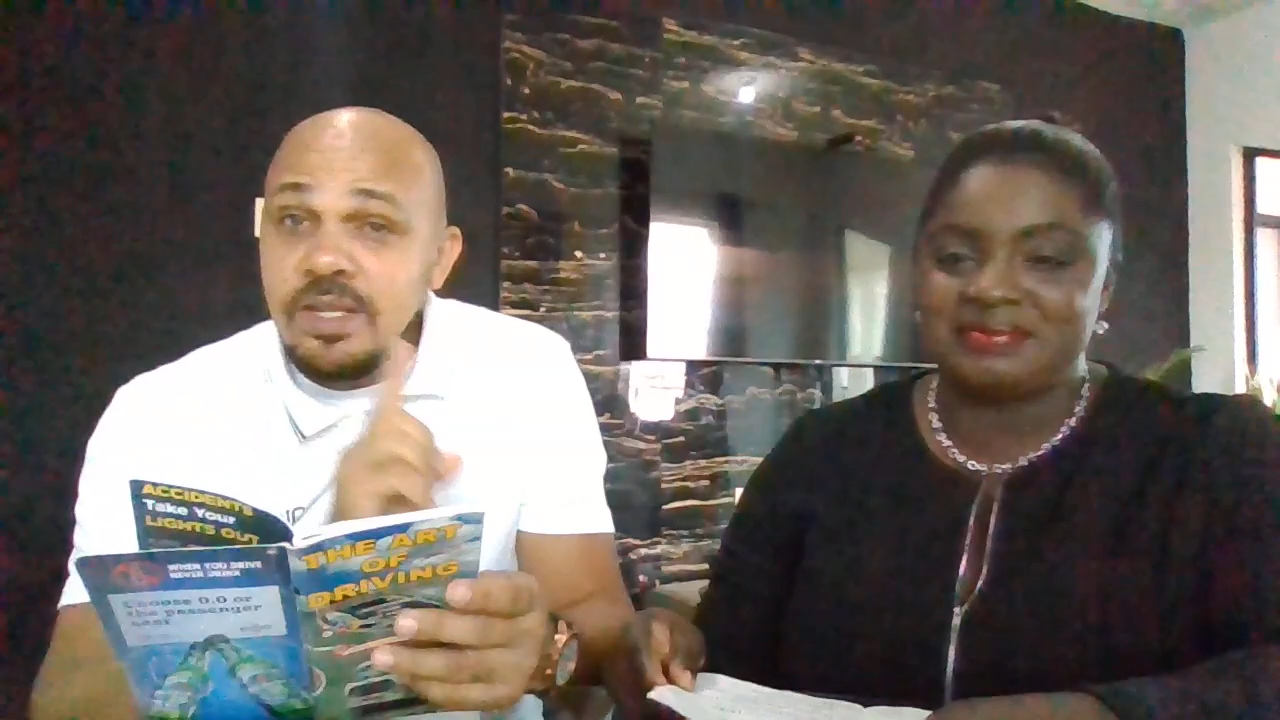 ACCIDENTS
Take Your
LIGHTS OUT
THE ART
OF
DRIVING
WHEN YOU DRIVE
NEVER DRINK
Choose 0.0 or
the passenger
seat